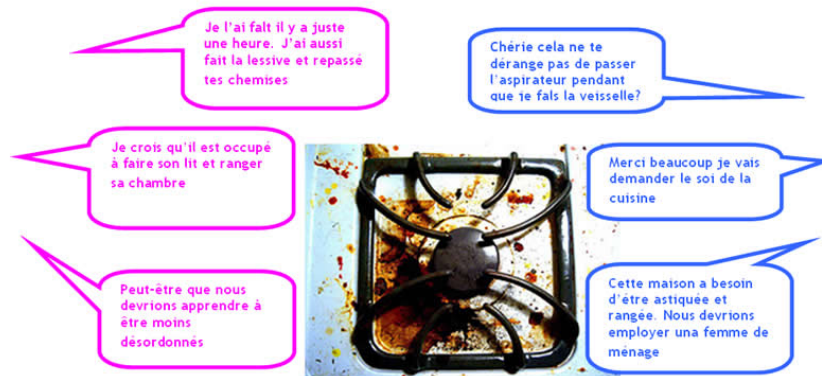 Je l'ai falt il y a juste
une heure. J'ai aussi
fait la lessive et repassé
tes chemises
Chérie cela ne te
dérange pas de passer
l'aspirateur pendant
que je fals la veisselle?
Je crois qu'il est occupé
à faire son lit et ranger
sa chambre
Merci beaucoup je vais
demander le soi de la
cuisine
Peut-être que nous
devrions apprendre à
être moins
désordonnés
Cette maison a besoin
d'être astiquée et
rangée. Nous devrions
employer una femme de
ménage